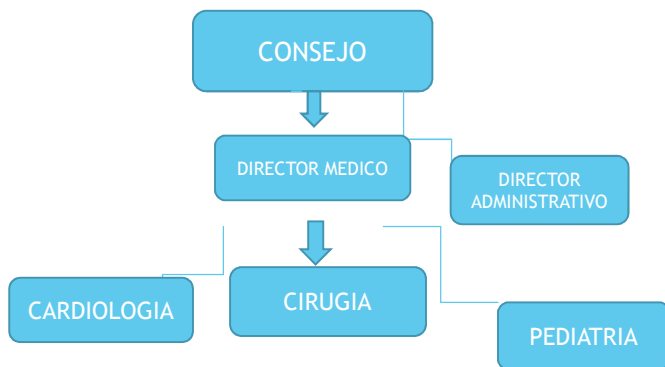 CONSEJO
DIRECTOR MEDICO
DIRECTOR
ADMINISTRATIVO
CARDIOLOGIA
CIRUGIA
PEDIATRIA